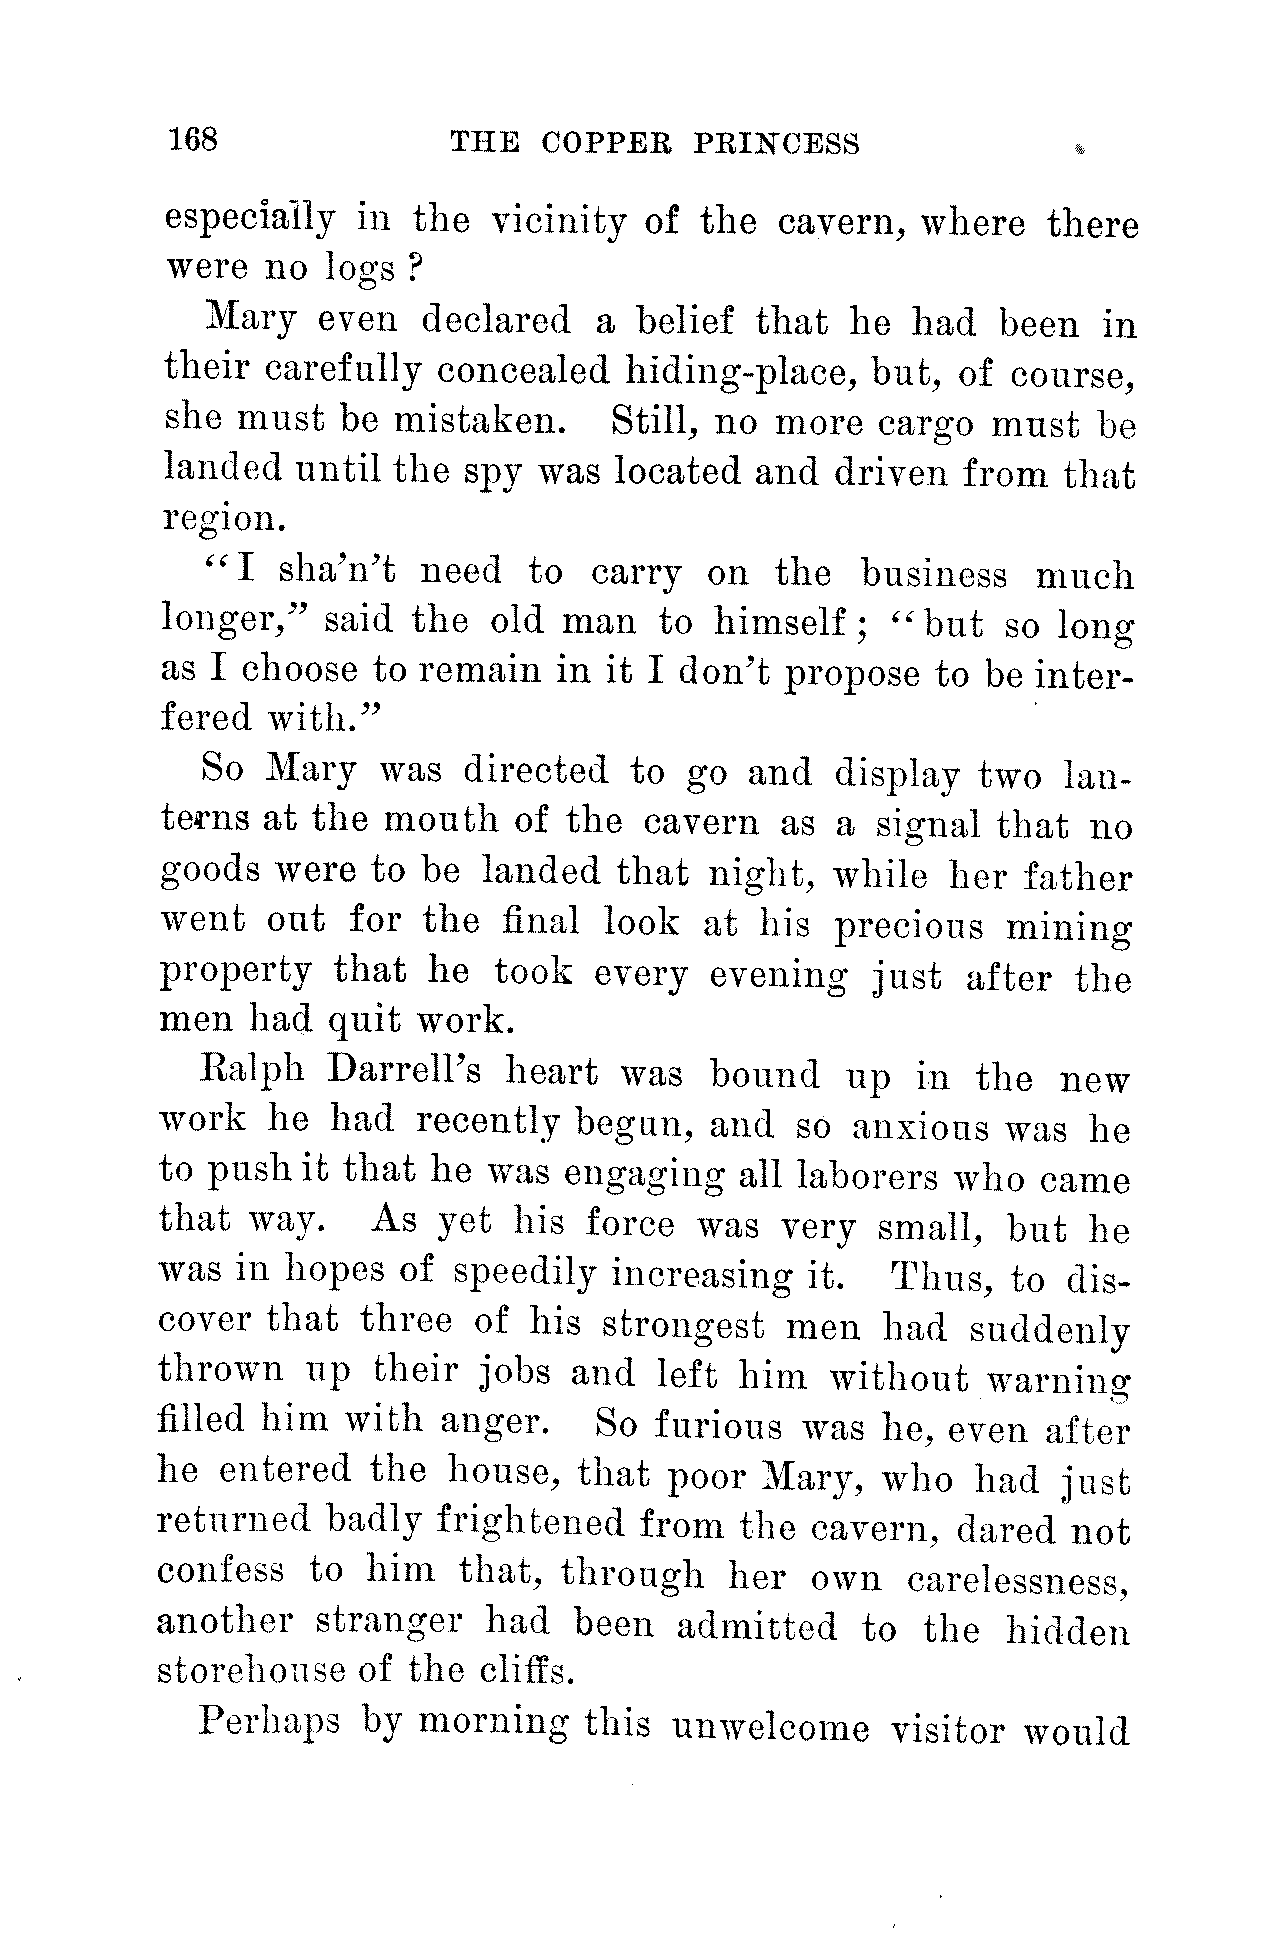 168 THE COPPER PRINCESS
especially in the vicinity of the cavern, where there
were no logs ?
Mary even declared a belief that he had been in
their carefully concealed hiding-place, but, of course,
she must be mistaken. Still, no more cargo must be
landed until the spy was located and driven from that
region.
“I sha’n’t need to carry on the business much
longer,” said the old man to himself ; “but so long
as I choose to remain in it I don’t propose to be inter-
fered with.”
So Mary was directed to go and display two lan-
terns at the mouth of the cavern as a signal that no
goods were to be landed that night, while her father
went out for the final look at his precious mining
property that he took every evening just after the
men had quit work.
Ralph Darrell’s heart was bound up in the new
work he had recently begun, and so anxious was he
to push it that he was engaging all laborers who came
that way. As yet his force was very small, but he
was in hopes of speedily increasing it. Thus, to dis-
cover that three of his strongest men had suddenly
thrown up their jobs and left him without warning
filled him with anger. So furious was he, even after
he entered the house, that poor Mary, who had just
returned badly frightened from the cavern, dared not
confess to him that, through her own carelessness,
another stranger had been admitted to the hidden
storehouse of the cliffs.
Perhaps by morning this unwelcome visitor would